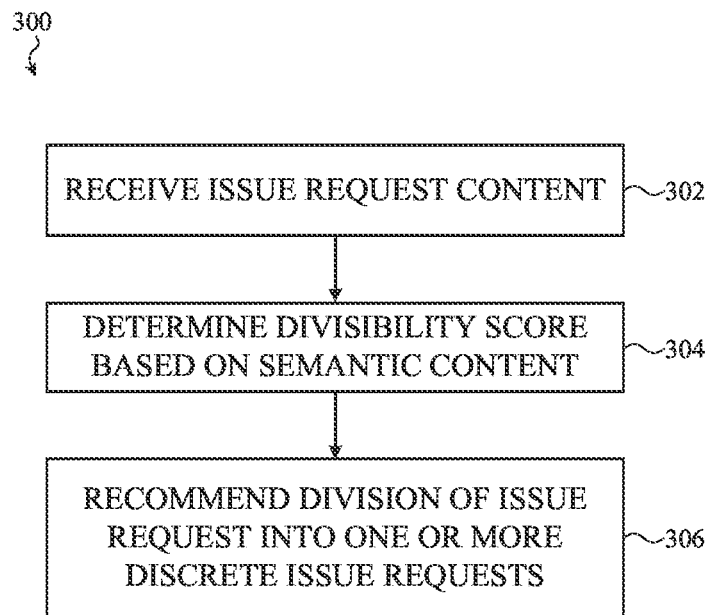 300
RECEIVE ISSUE REQUEST CONTENT
302
DETERMINE DIVISIBILITY SCORE
BASED ON SEMANTIC CONTENT
304
RECOMMEND DIVISION OF ISSUE
REQUEST INTO ONE OR MORE
DISCRETE ISSUE REQUESTS
306